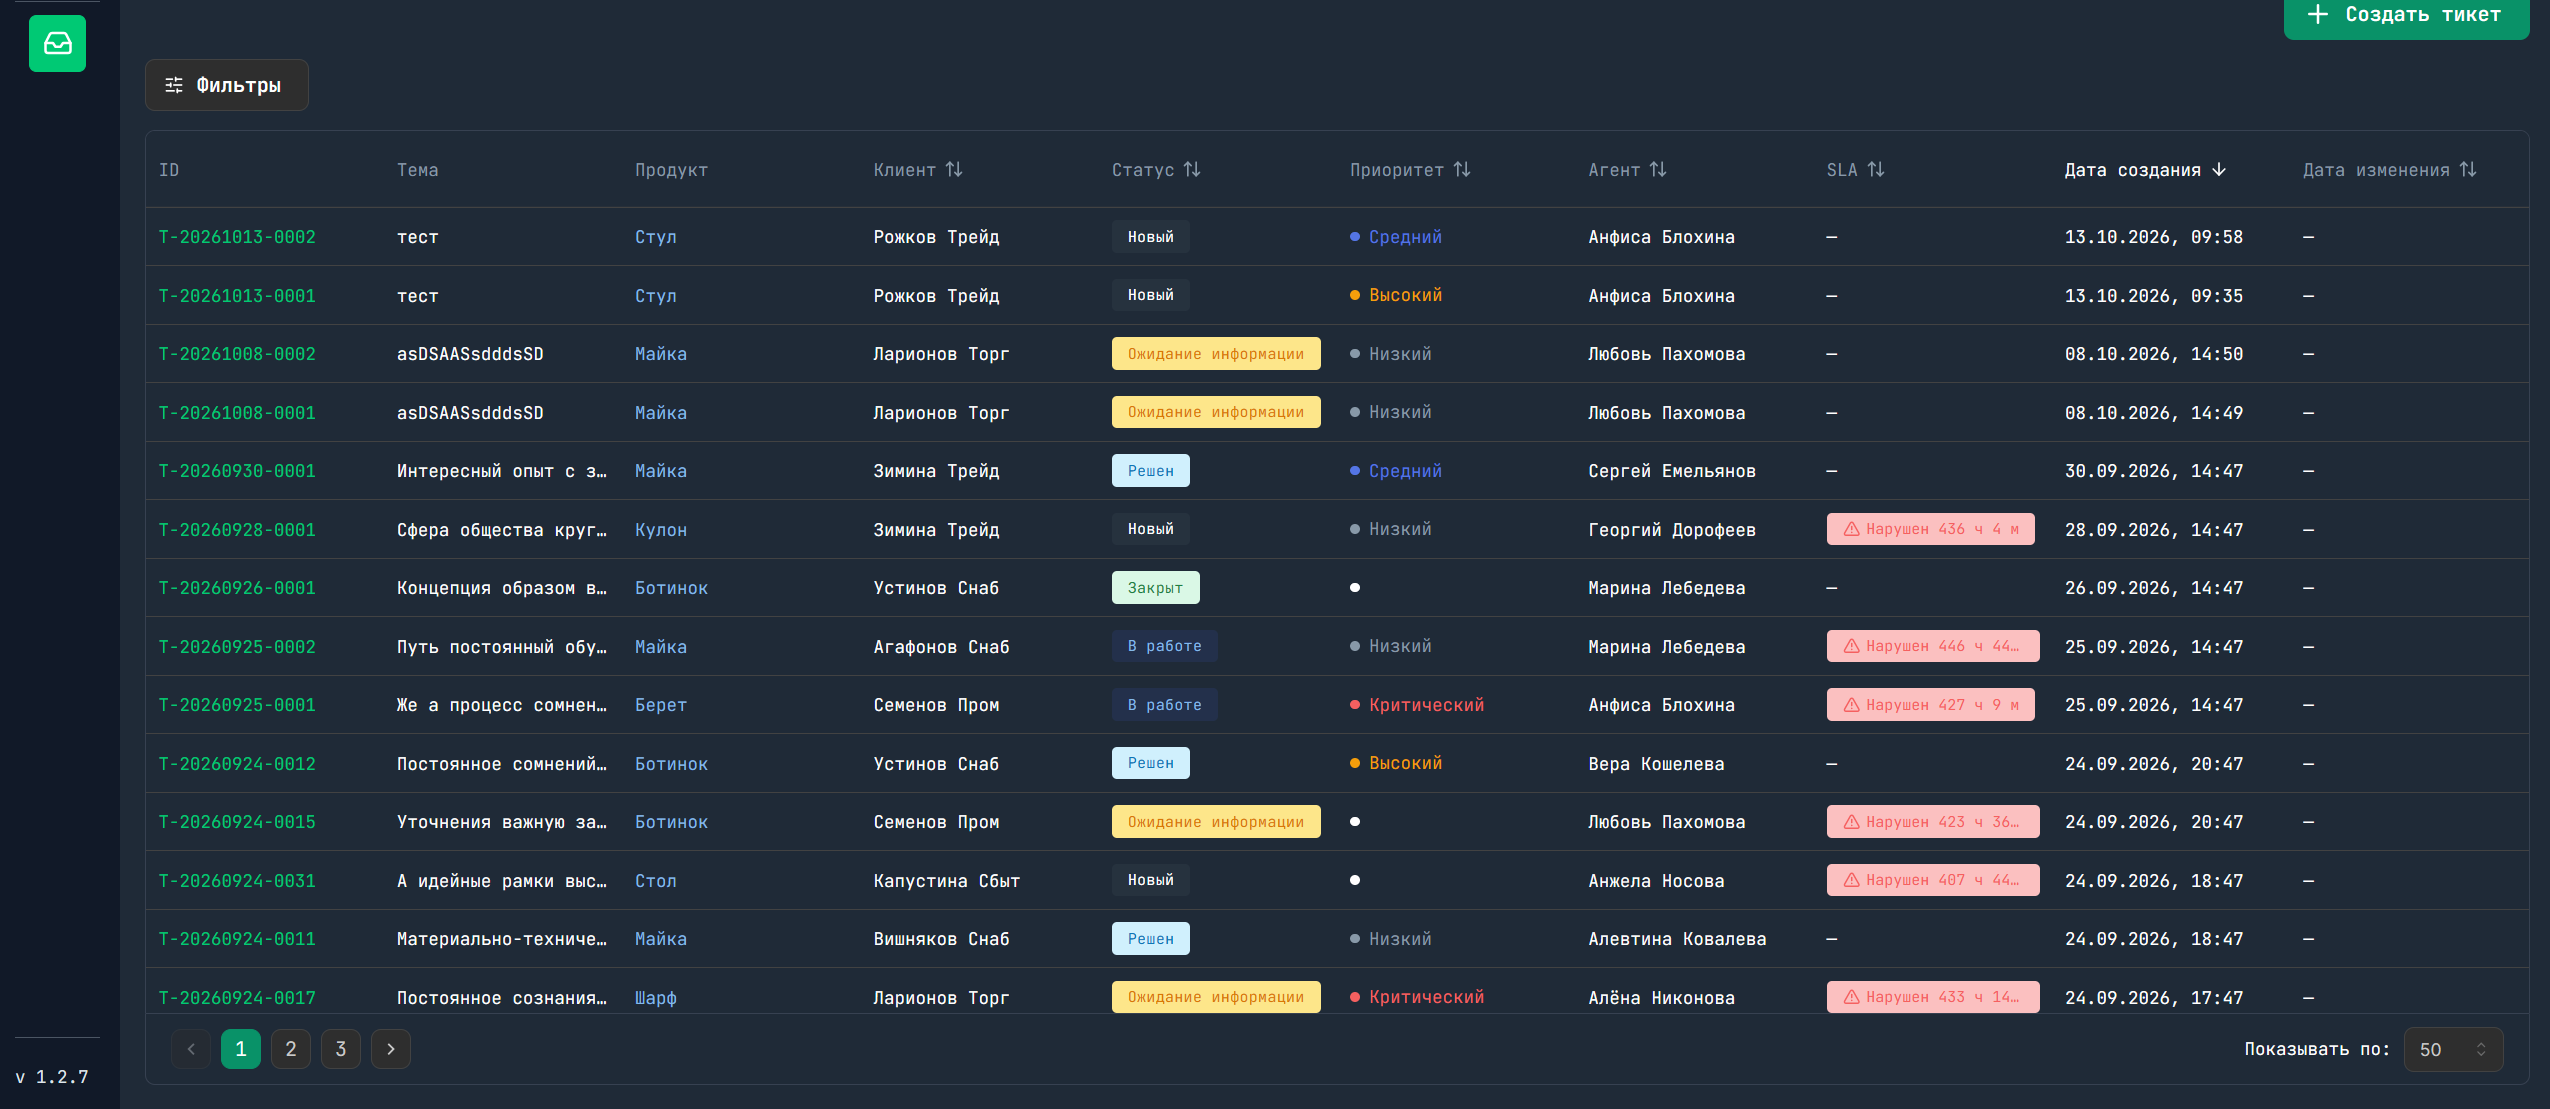 Создать тикет
Фильтры
ID Тема Продукт Клиент Статус Приоритет Агент SLA Дата создания Дата изменения
T-20261013-0002 тест Стул Рожков Трейд Новый Средний Анфиса Блохина — 13.10.2026, 09:58 —
T-20261013-0001 тест Стул Рожков Трейд Новый Высокий Анфиса Блохина — 13.10.2026, 09:35 —
T-20261008-0002 asDSAASsdddsSD Майка Ларионов Торг Ожидание информации Низкий Любовь Пахомова — 08.10.2026, 14:50 —
T-20261008-0001 asDSAASsdddsSD Майка Ларионов Торг Ожидание информации Низкий Любовь Пахомова — 08.10.2026, 14:49 —
T-20260930-0001 Интересный опыт с з… Майка Зимина Трейд Решен Средний Сергей Емельянов — 30.09.2026, 14:47 —
T-20260928-0001 Сфера общества круг… Кулон Зимина Трейд Новый Низкий Георгий Дорофеев Нарушен 436 ч 4 м 28.09.2026, 14:47 —
T-20260926-0001 Концепция образом в… Ботинок Устинов Снаб Закрыт Марина Лебедева — 26.09.2026, 14:47 —
T-20260925-0002 Путь постоянный обу… Майка Агафонов Снаб В работе Низкий Марина Лебедева Нарушен 446 ч 44… 25.09.2026, 14:47 —
T-20260925-0001 Же а процесс сомнен… Берет Семенов Пром В работе Критический Анфиса Блохина Нарушен 427 ч 9 м 25.09.2026, 14:47 —
T-20260924-0012 Постоянное сомнений… Ботинок Устинов Снаб Решен Высокий Вера Кошелева — 24.09.2026, 20:47 —
T-20260924-0015 Уточнения важную за… Ботинок Семенов Пром Ожидание информации Любовь Пахомова Нарушен 423 ч 36… 24.09.2026, 20:47 —
T-20260924-0031 А идейные рамки выс… Стол Капустина Сбыт Новый Анжела Носова Нарушен 407 ч 44… 24.09.2026, 18:47 —
T-20260924-0011 Материально-техниче… Майка Вишняков Снаб Решен Низкий Алевтина Ковалева — 24.09.2026, 18:47 —
T-20260924-0017 Постоянное сознания… Шарф Ларионов Торг Ожидание информации Критический Алёна Никонова Нарушен 433 ч 14… 24.09.2026, 17:47 —
1 2 3 Показывать по: 50
v 1.2.7